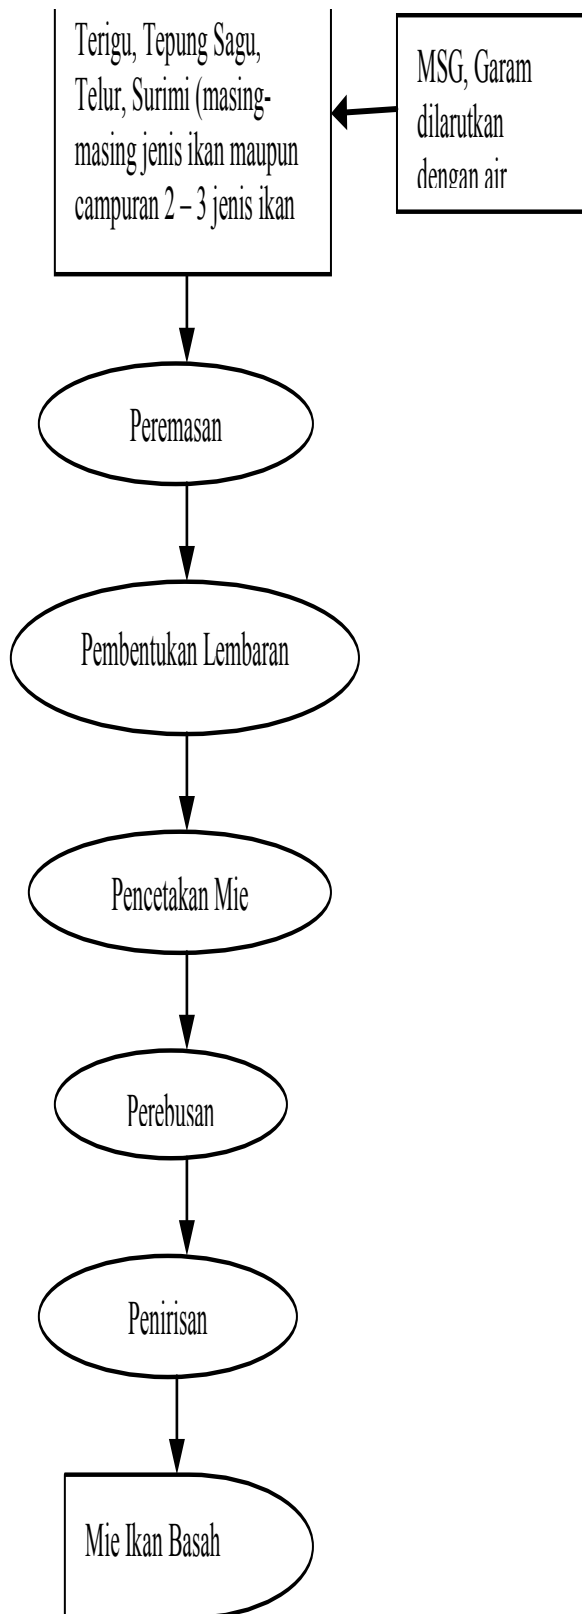 Terigu, Tepung Sagu,
Telur, Surimi (masing-
masing jenis ikan maupun
campuran 2 – 3 jenis ikan
MSG, Garam
dilarutkan
dengan air
Peremasan
Pembentukan Lembaran
Pencetakan Mie
Perebusan
Penirisan
Mie Ikan Basah